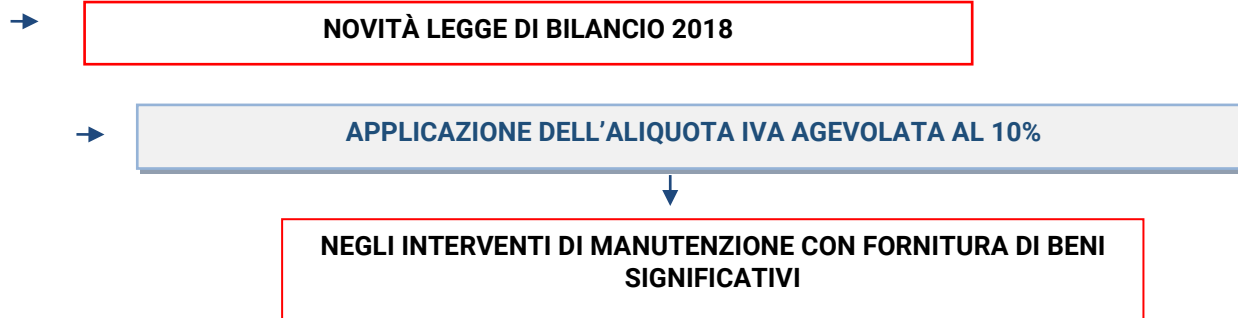 NOVITÀ LEGGE DI BILANCIO 2018
APPLICAZIONE DELL’ALIQUOTA IVA AGEVOLATA AL 10%
NEGLI INTERVENTI DI MANUTENZIONE CON FORNITURA DI BENI
SIGNIFICATIVI